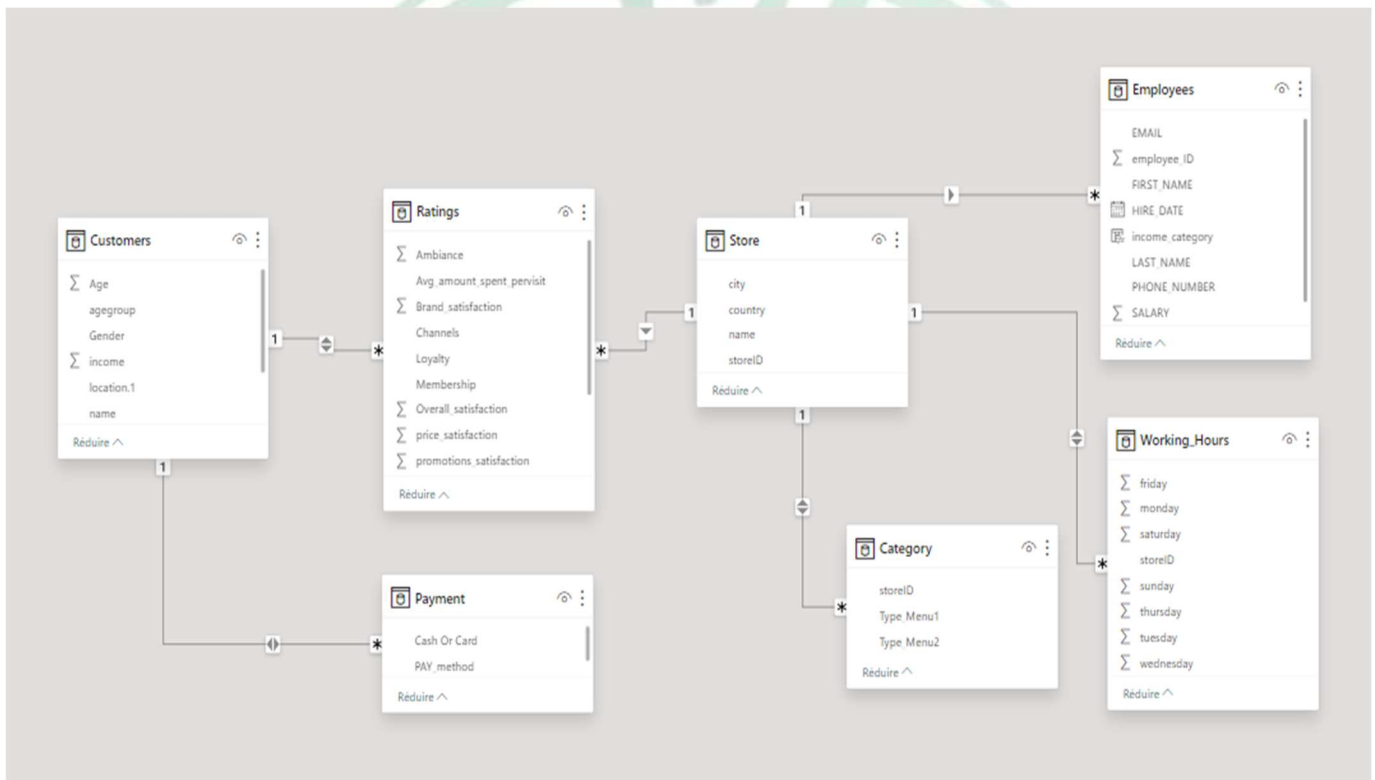 Customers
Age
agegroup
Gender
income
location.1
name
Réduire
1
*
1
*
Ratings
Ambiance
Avg_amount_spent_pervisit
Brand_satisfaction
Channels
Loyalty
Membership
Overall_satisfaction
price_satisfaction
promotions_satisfaction
Réduire
*
1
Payment
Cash Or Card
PAY_method
Réduire
Store
city
country
name
storeID
Réduire
1
*
1
*
1
*
Category
storeID
Type_Menu1
Type_Menu2
Réduire
Employees
EMAIL
employee_ID
FIRST_NAME
HIRE_DATE
income_category
LAST_NAME
PHONE_NUMBER
SALARY
Réduire
Working_Hours
friday
monday
saturday
storeID
sunday
thursday
tuesday
wednesday
Réduire